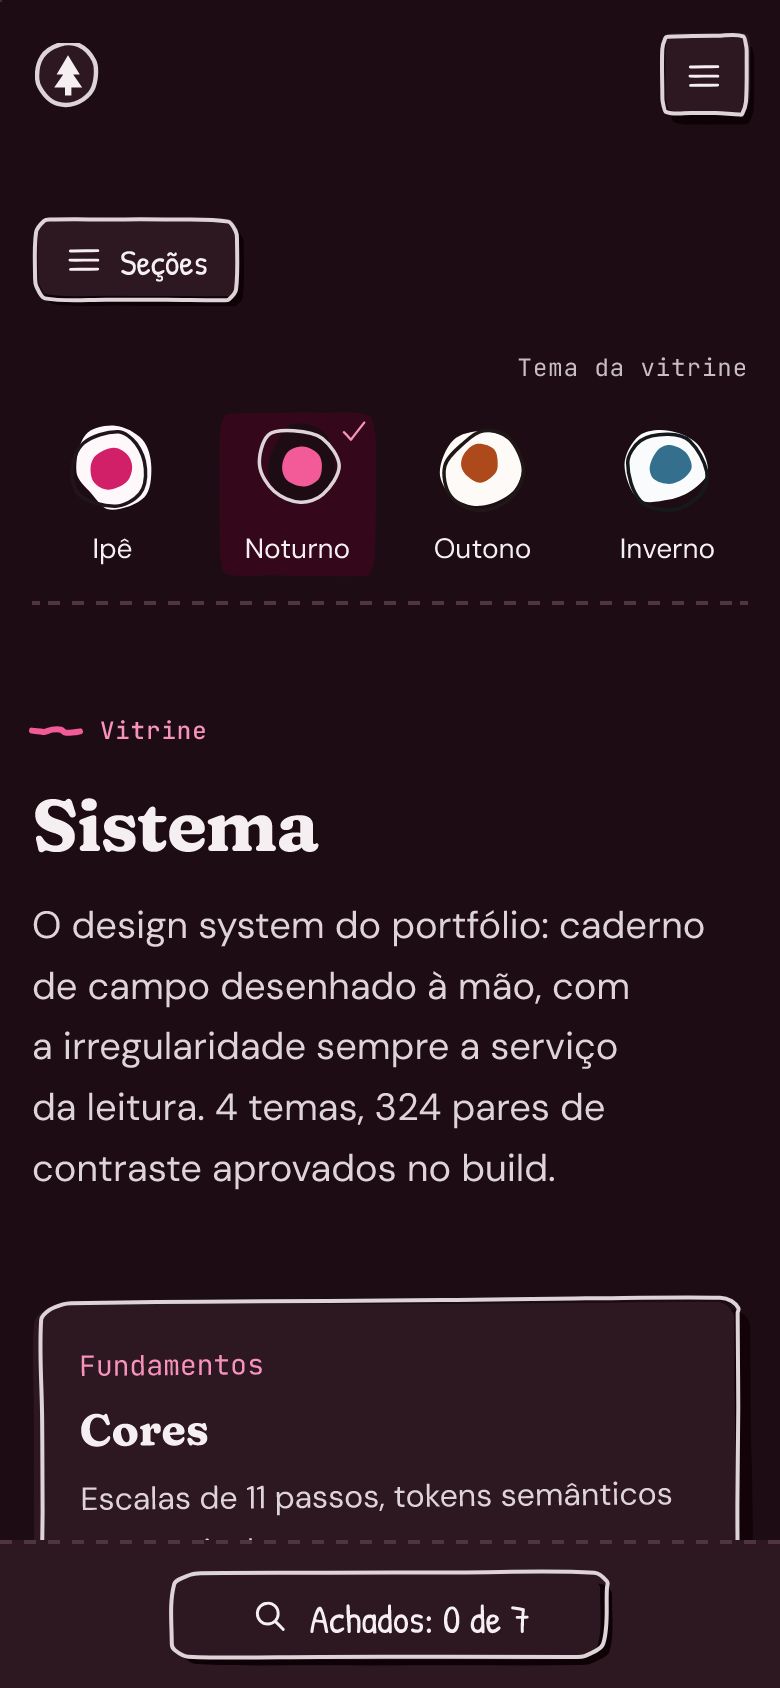 Seções
Tema da vitrine
Ipê
Noturno
Outono
Inverno
Vitrine
Sistema
O design system do portfólio: caderno
de campo desenhado à mão, com
a irregularidade sempre a serviço
da leitura. 4 temas, 324 pares de
contraste aprovados no build.
Fundamentos
Cores
Escalas de 11 passos, tokens semânticos
Achados: 0 de 7